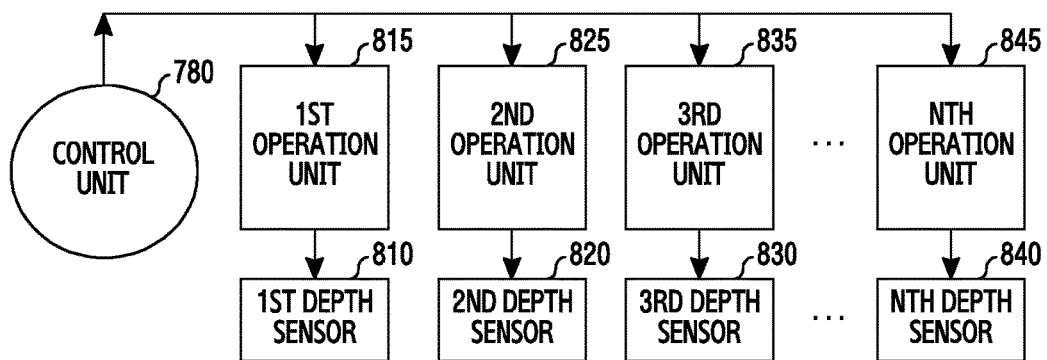 815
825
835
845
780
CONTROL
UNIT
1ST
OPERATION
UNIT
2ND
OPERATION
UNIT
3RD
OPERATION
UNIT
...
NTH
OPERATION
UNIT
810
820
830
840
1ST DEPTH
SENSOR
2ND DEPTH
SENSOR
3RD DEPTH
SENSOR
...
NTH DEPTH
SENSOR